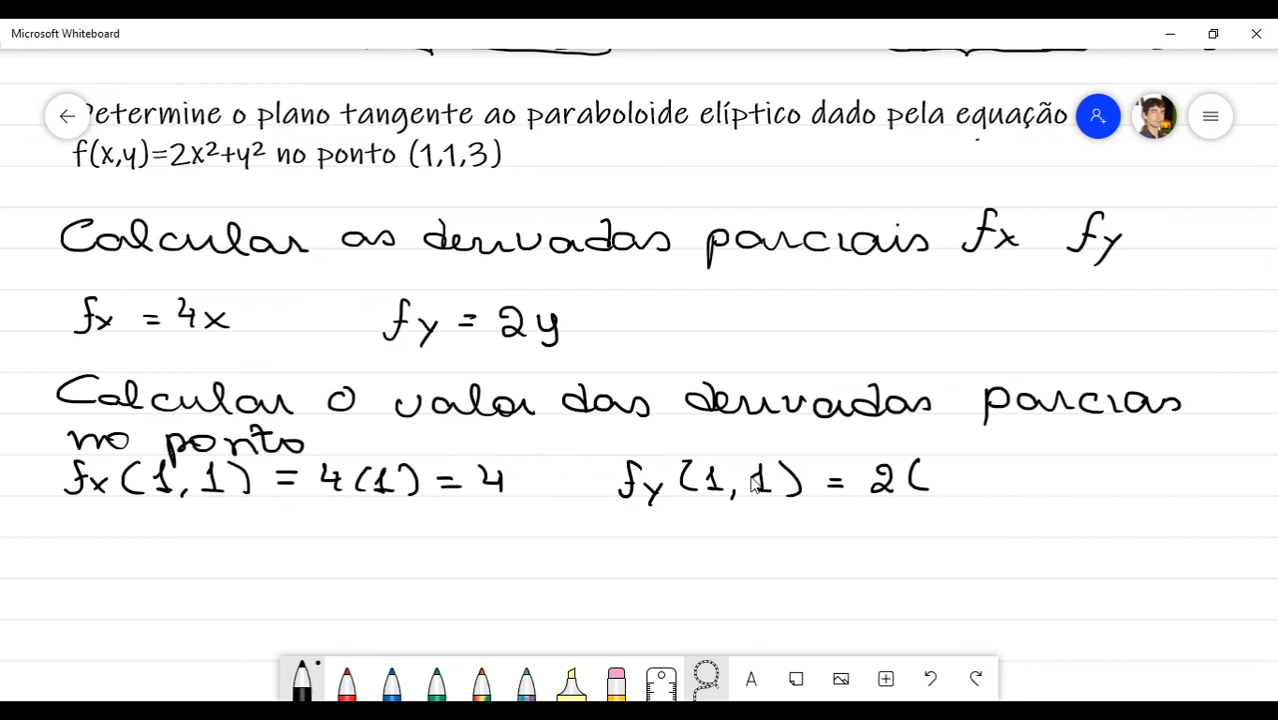 Microsoft Whiteboard
Determine o plano tangente ao paraboloide elíptico dado pela equação
f(x,y)=2x²+y² no ponto (1,1,3)
Calcular as derivadas parciais fx fy
fx = 4x fy = 2y
Calcular o valor das derivadas parcias
no ponto
fx(1,1) = 4(1) = 4 fy(1,1) = 2(
A